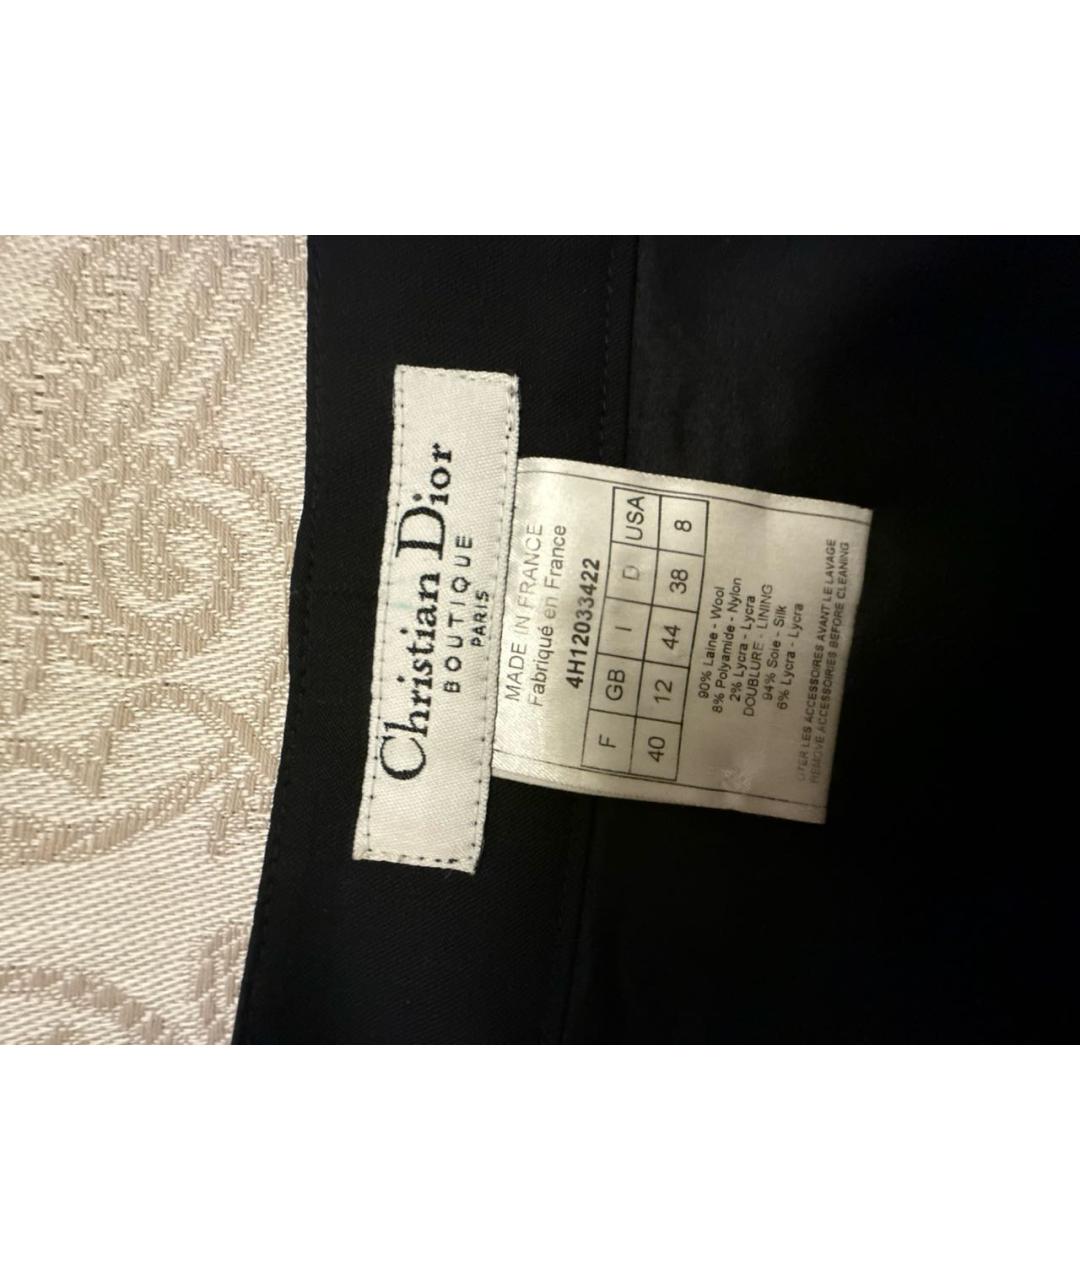 Christian Dior
BOUTIQUE
PARIS
MADE IN FRANCE
Fabriqué en France
4H12033422
F GB I D USA
40 12 44 38 8
90% Laine - Wool
8% Polyamide - Nylon
2% Lycra - Lycra
DOUBLURE - LINING
94% Soie - Silk
6% Lycra - Lycra
OTER LES ACCESSOIRES AVANT LE LAVAGE
REMOVE ACCESSOIRIES BEFORE CLEANING